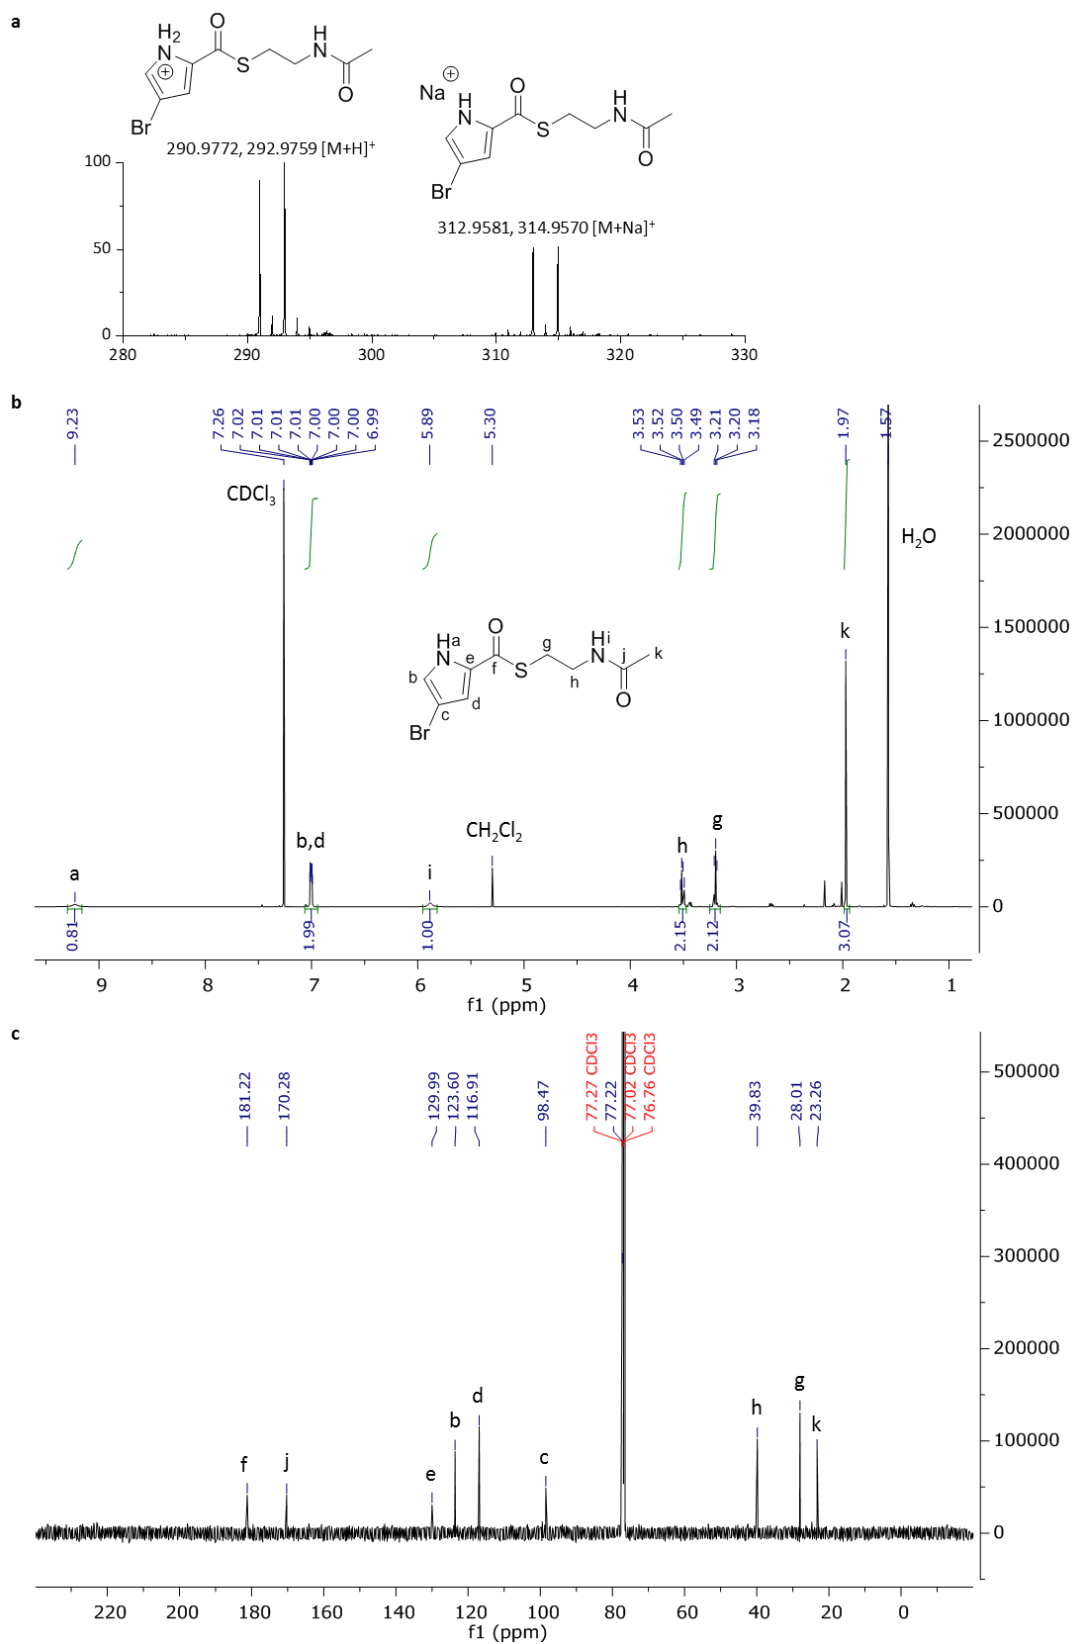 a
H2
N
⊕
O
S
H
N
O
Br
Na
⊕
H
N
O
S
H
N
O
Br
290.9772, 292.9759 [M+H]+
312.9581, 314.9570 [M+Na]+
100
50
0
280 290 300 310 320 330
b
9.23
7.26
7.02
7.01
7.01
7.01
7.00
7.00
7.00
6.99
5.89
5.30
3.53
3.52
3.50
3.49
3.21
3.20
3.18
1.97
1.57
CDCl3
H2O
CH2Cl2
a
b,d
i
h
g
k
Ha
N
b
c
d
e
Br
O
f
S
g
h
H i
N
j
O
k
2500000
2000000
1500000
1000000
500000
0
0.81
1.99
1.00
2.15
2.12
3.07
9 8 7 6 5 4 3 2 1
f1 (ppm)
c
181.22
170.28
129.99
123.60
116.91
98.47
77.27 CDCl3
77.22
77.02 CDCl3
76.76 CDCl3
39.83
28.01
23.26
f
j
e
b
d
c
h
g
k
500000
400000
300000
200000
100000
0
220 200 180 160 140 120 100 80 60 40 20 0
f1 (ppm)